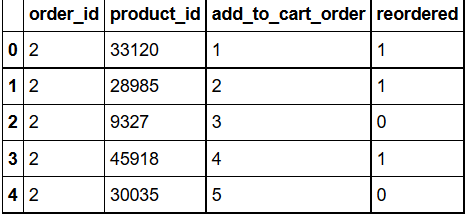 order_id product_id add_to_cart_order reordered
0 2 33120 1 1
1 2 28985 2 1
2 2 9327 3 0
3 2 45918 4 1
4 2 30035 5 0